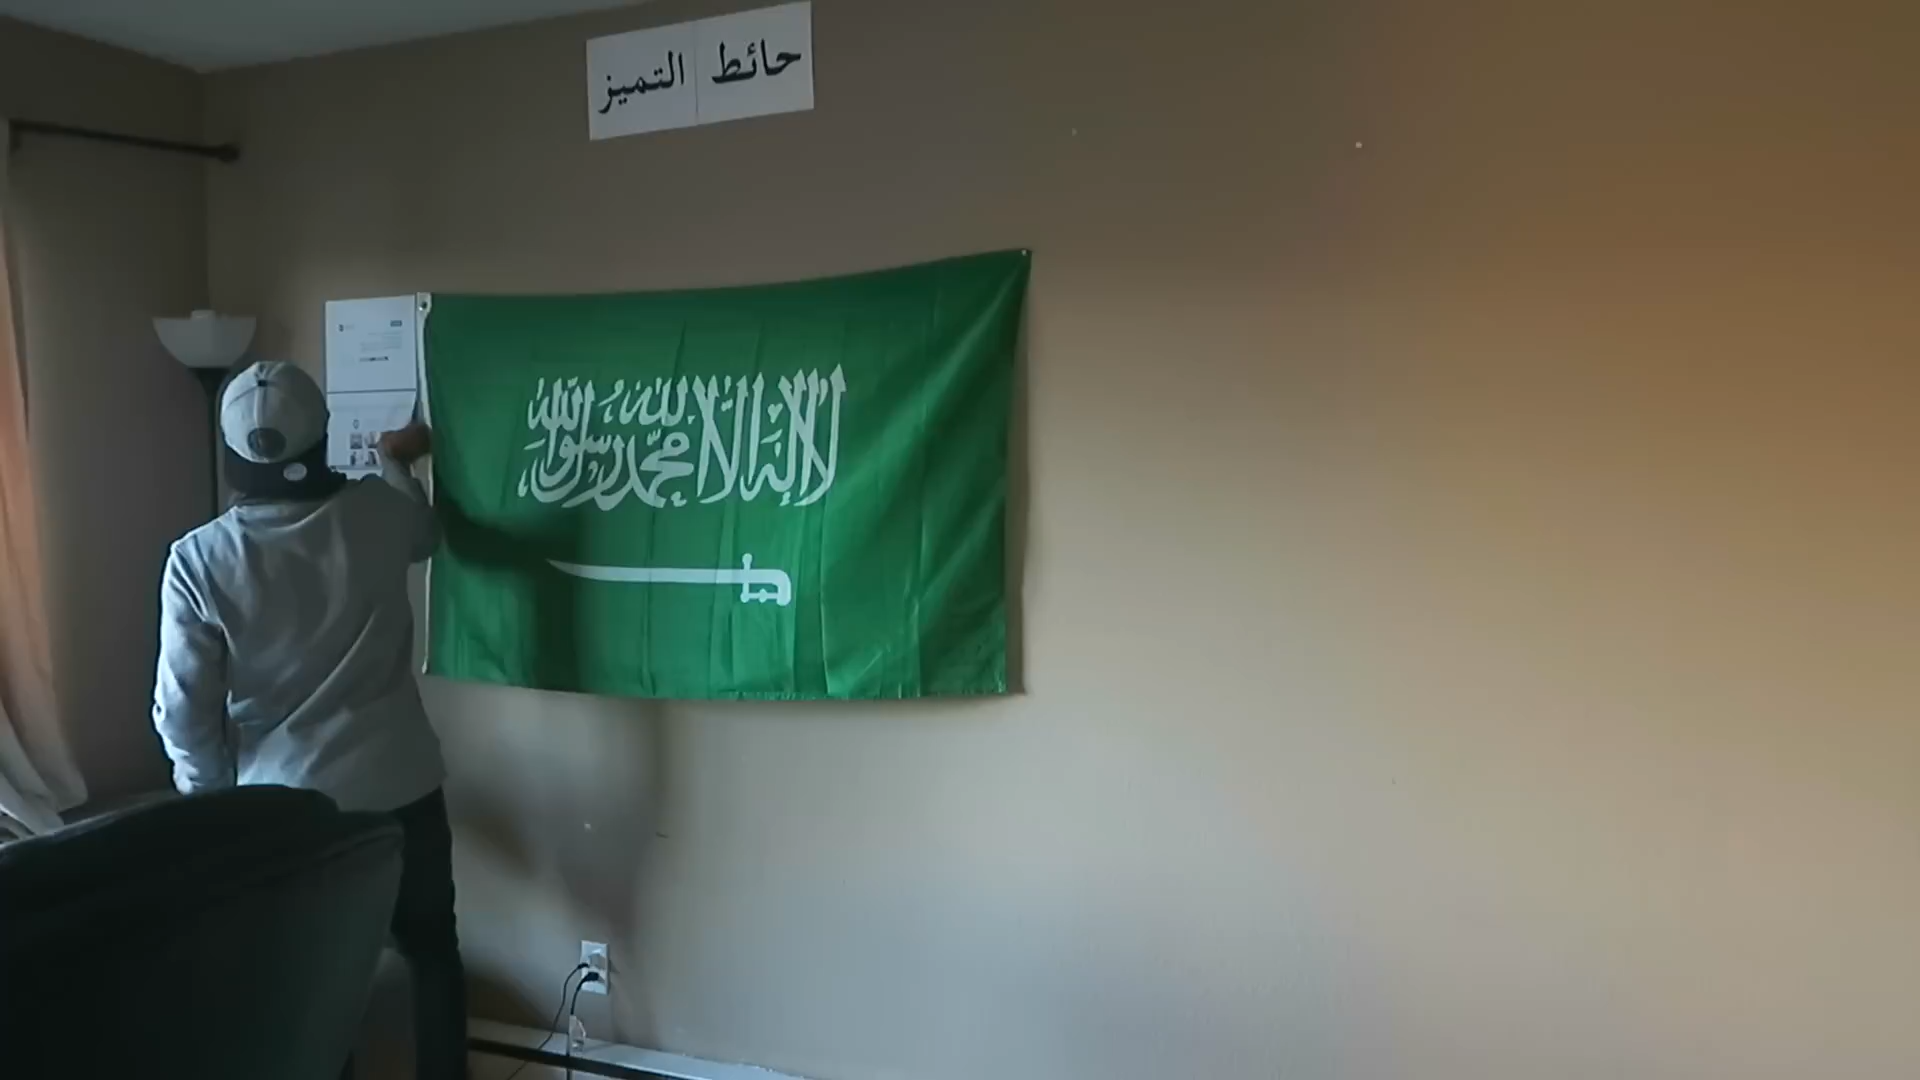 حائط التميز
لا إله إلا الله محمد رسول الله